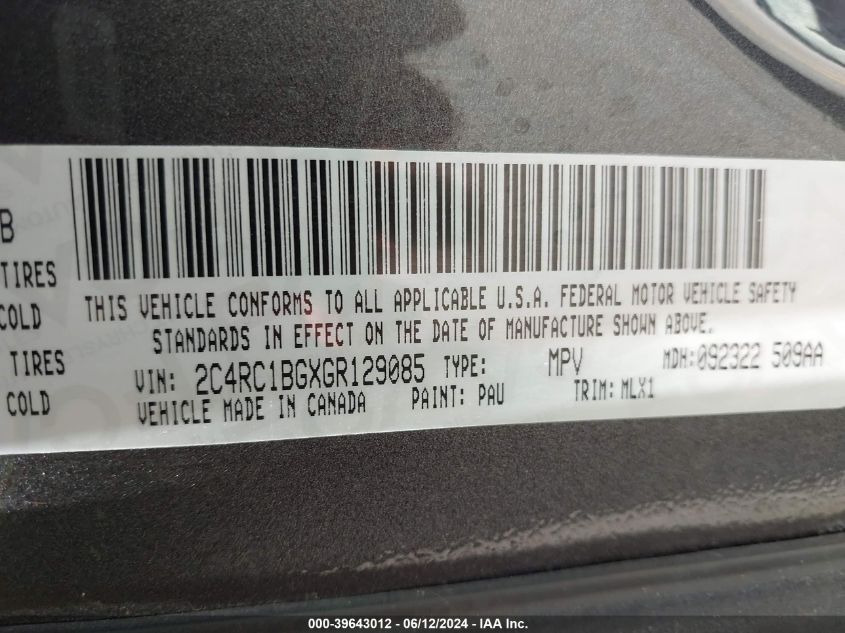 B
TIRES
COLD
TIRES
COLD
THIS VEHICLE CONFORMS TO ALL APPLICABLE U.S.A. FEDERAL MOTOR VEHICLE SAFETY
STANDARDS IN EFFECT ON THE DATE OF MANUFACTURE SHOWN ABOVE.
VIN: 2C4RC1BGXGR129085 TYPE: MPV MDH:092322 509AA
VEHICLE MADE IN CANADA PAINT: PAU TRIM: MLX1
000-39643012 - 06/12/2024 - IAA Inc.